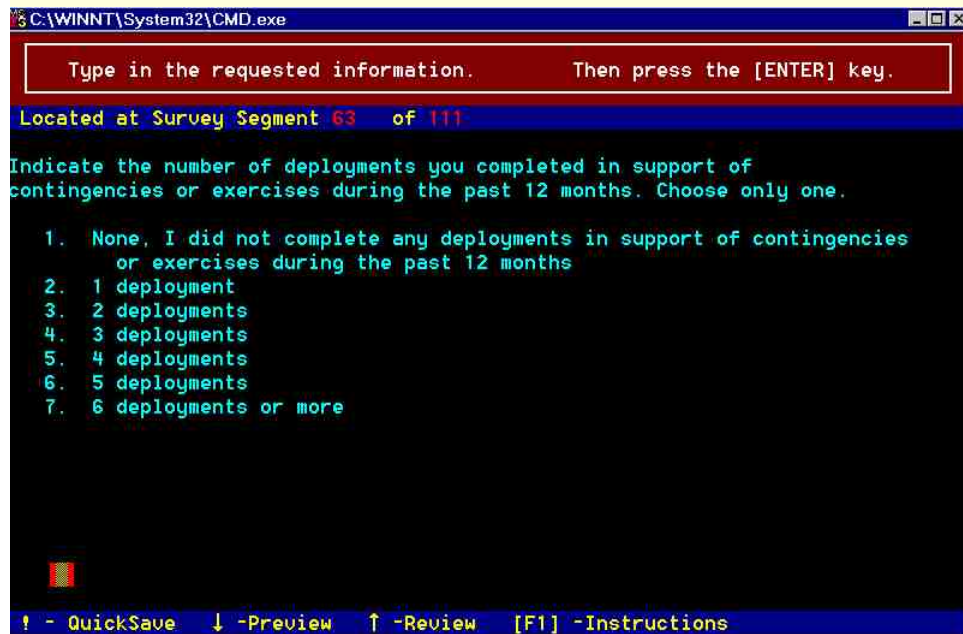 C:\WINNT\System32\CMD.exe
Type in the requested information. Then press the [ENTER] key.
Located at Survey Segment 63 of 111
Indicate the number of deployments you completed in support of
contingencies or exercises during the past 12 months. Choose only one.
1. None, I did not complete any deployments in support of contingencies
or exercises during the past 12 months
2. 1 deployment
3. 2 deployments
4. 3 deployments
5. 4 deployments
6. 5 deployments
7. 6 deployments or more
! - QuickSave ↓ -Preview ↑ -Review [F1] -Instructions